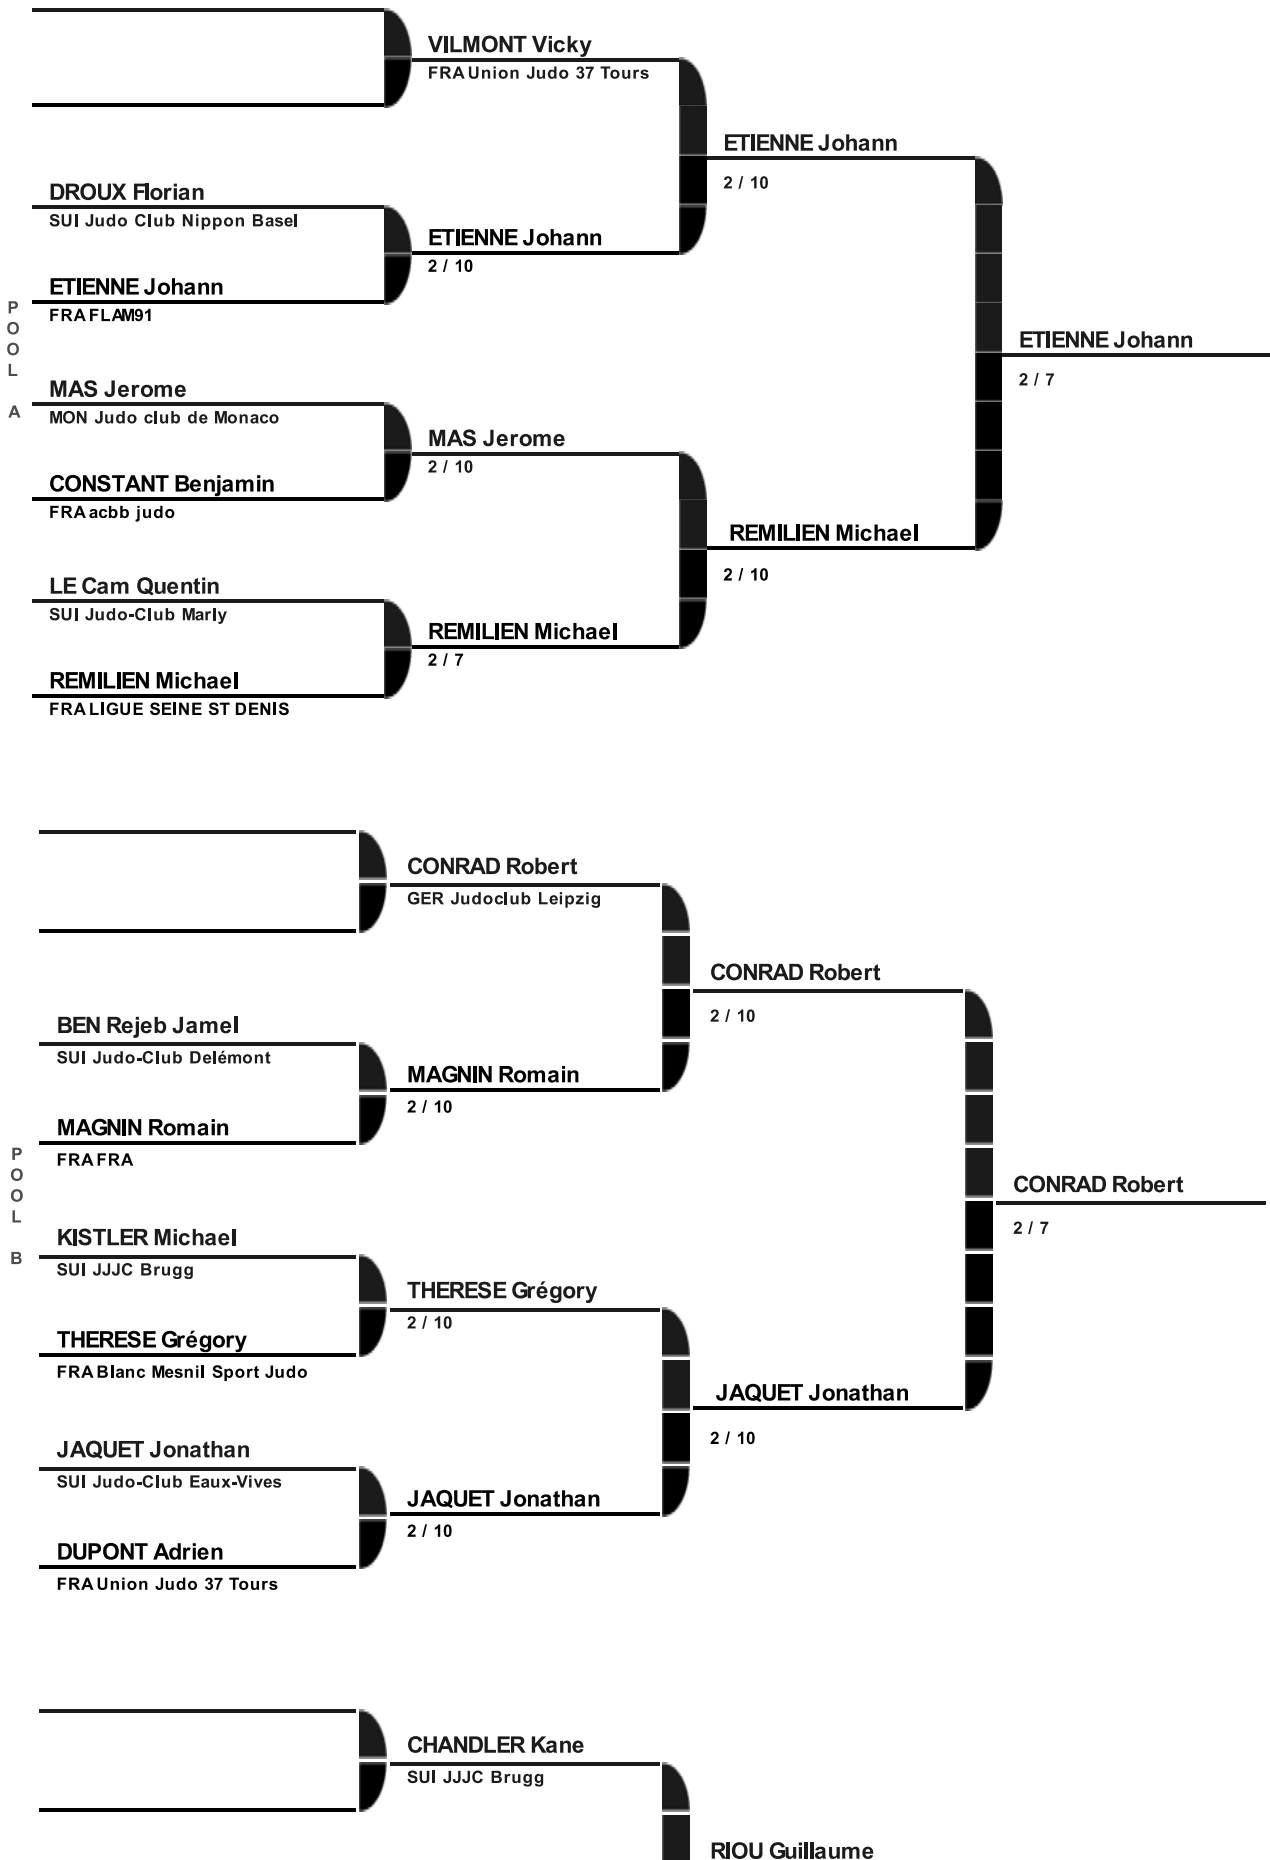 VILMONT Vicky
FRA Union Judo 37 Tours
ETIENNE Johann
2 / 10
DROUX Florian
SUI Judo Club Nippon Basel
ETIENNE Johann
2 / 10
ETIENNE Johann
FRA FLAM91
POOL A
ETIENNE Johann
2 / 7
MAS Jerome
MON Judo club de Monaco
MAS Jerome
2 / 10
CONSTANT Benjamin
FRA acbb judo
REMILIEN Michael
2 / 10
LE Cam Quentin
SUI Judo-Club Marly
REMILIEN Michael
2 / 7
REMILIEN Michael
FRA LIGUE SEINE ST DENIS
CONRAD Robert
GER Judoclub Leipzig
CONRAD Robert
2 / 10
BEN Rejeb Jamel
SUI Judo-Club Delémont
MAGNIN Romain
2 / 10
MAGNIN Romain
FRA FRA
POOL B
CONRAD Robert
2 / 7
KISTLER Michael
SUI JJJC Brugg
THERESE Grégory
2 / 10
THERESE Grégory
FRA Blanc Mesnil Sport Judo
JAQUET Jonathan
2 / 10
JAQUET Jonathan
SUI Judo-Club Eaux-Vives
JAQUET Jonathan
2 / 10
DUPONT Adrien
FRA Union Judo 37 Tours
CHANDLER Kane
SUI JJJC Brugg
RIOU Guillaume